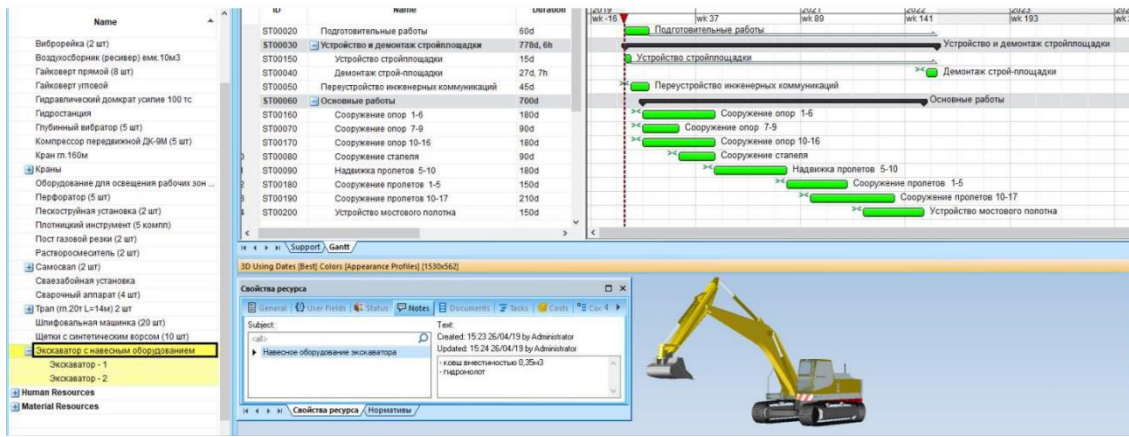 Name
Виброрейка (2 шт)
Воздухосборник (ресивер) емк.10м3
Гайковерт прямой (8 шт)
Гайковерт угловой
Гидравлический домкрат усилие 100 тс
Гидростанция
Глубинный вибратор (5 шт)
Компрессор передвижной ДК-9М (5 шт)
Кран гп.160м
Краны
Оборудование для освещения рабочих зон ...
Перфоратор (5 шт)
Пескоструйная установка (2 шт)
Плотницкий инструмент (5 компл)
Пост газовой резки (2 шт)
Растворосмеситель (2 шт)
Самосвал (2 шт)
Сваезабойная установка
Сварочный аппарат (4 шт)
Трап (гп.20т L=14м) 2 шт
Шлифовальная машинка (20 шт)
Щетки с синтетическим ворсом (10 шт)
Экскаватор с навесным оборудованием
Экскаватор - 1
Экскаватор - 2
Human Resources
Material Resources
ID Name Duration
ST00020 Подготовительные работы 60d
ST00030 Устройство и демонтаж стройплощадки 778d, 6h
ST00150 Устройство стройплощадки 15d
ST00040 Демонтаж строй-площадки 27d, 7h
ST00050 Переустройство инженерных коммуникаций 45d
ST00060 Основные работы 700d
ST00160 Сооружение опор 1-6 180d
ST00070 Сооружение опор 7-9 90d
ST00170 Сооружение опор 10-16 180d
ST00080 Сооружение стапеля 90d
ST00090 Надвижка пролетов 5-10 180d
ST00180 Сооружение пролетов 1-5 150d
ST00190 Сооружение пролетов 10-17 210d
ST00200 Устройство мостового полотна 150d
Support Gantt
2019 2021 2022 2023
wk -16 wk 37 wk 89 wk 141 wk 193
Подготовительные работы
Устройство и демонтаж стройплощадки
Устройство стройплощадки
Демонтаж строй-площадки
Переустройство инженерных коммуникаций
Основные работы
Сооружение опор 1-6
Сооружение опор 7-9
Сооружение опор 10-16
Сооружение стапеля
Надвижка пролетов 5-10
Сооружение пролетов 1-5
Сооружение пролетов 10-17
Устройство мостового полотна
3D Using Dates [Best] Colors [Appearance Profiles] [1530x562]
Свойства ресурса
General User Fields Status Notes Documents Tasks Costs
Subject: Text:
<all>
Created: 15:23 26/04/19 by Administrator
Навесное оборудование экскаватора
Updated: 15:24 26/04/19 by Administrator
- ковш вместимостью 0,35м3
- гидромолот
Свойства ресурса Нормативы